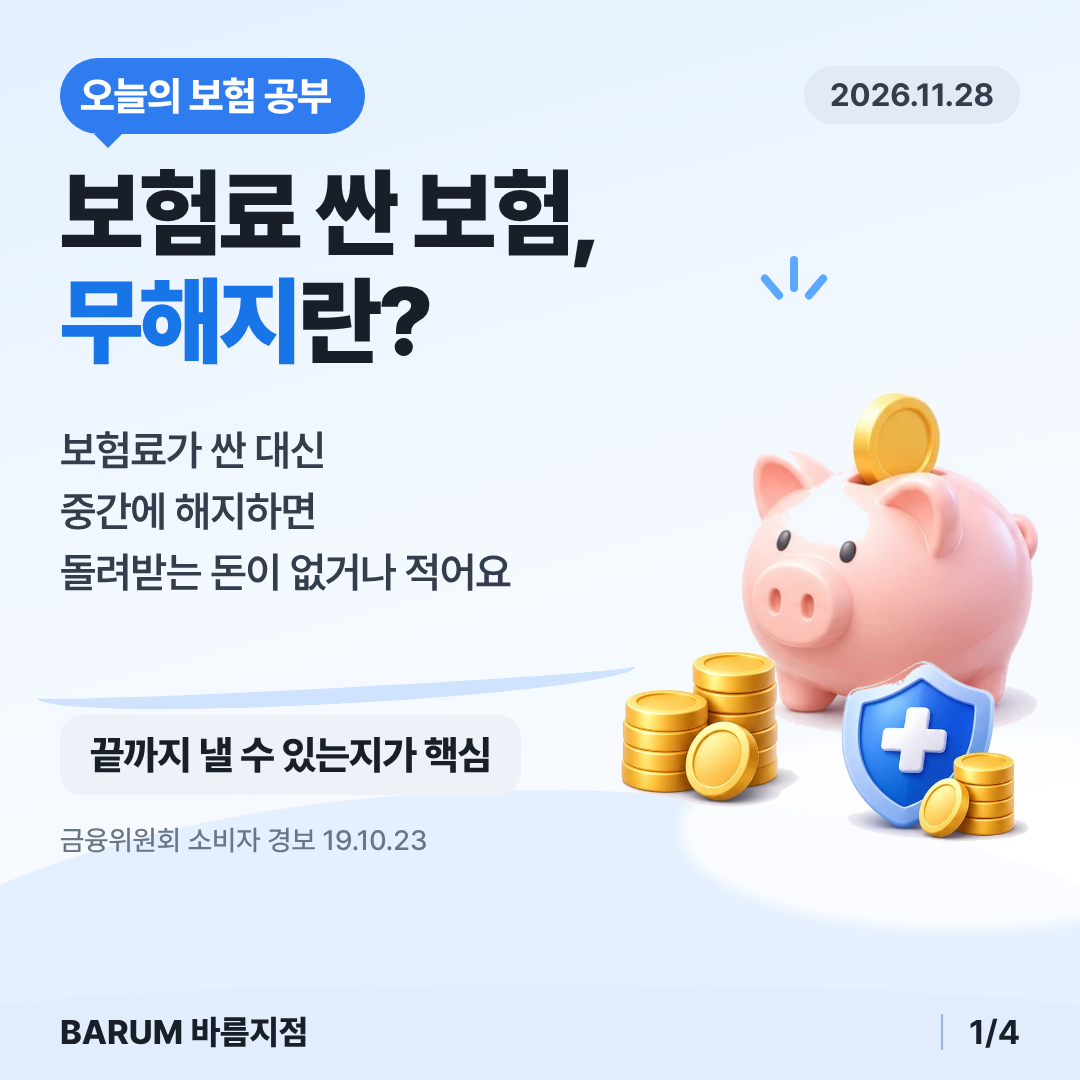 오늘의 보험 공부
2026.11.28
보험료 싼 보험,
무해지란?
보험료가 싼 대신
중간에 해지하면
돌려받는 돈이 없거나 적어요
끝까지 낼 수 있는지가 핵심
금융위원회 소비자 경보 19.10.23
BARUM 바름지점
1/4